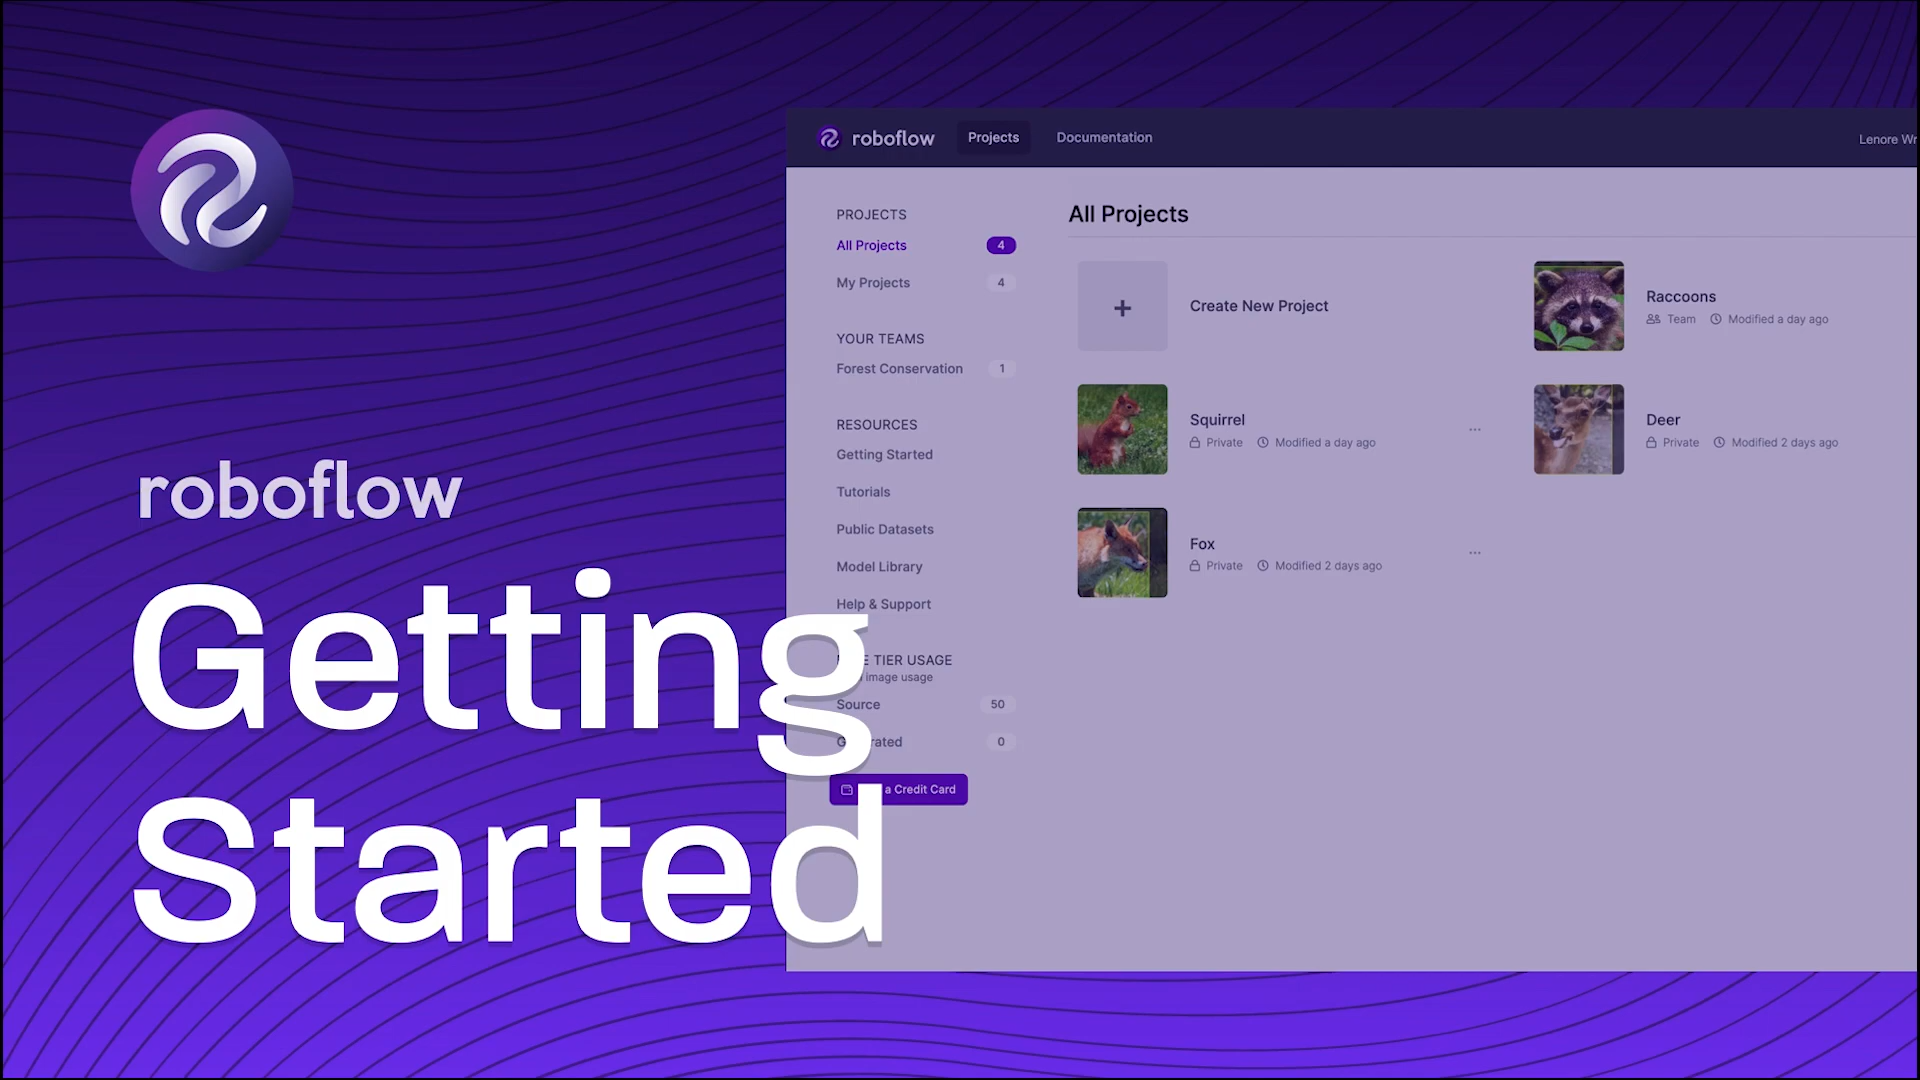 roboflow
Getting
Started
roboflow
Projects
Documentation
Lenore Wr
PROJECTS
All Projects 4
My Projects 4
YOUR TEAMS
Forest Conservation 1
RESOURCES
Getting Started
Tutorials
Public Datasets
Model Library
Help & Support
TIER USAGE
image usage
Source 50
0
a Credit Card
All Projects
Create New Project
Raccoons
Team Modified a day ago
Squirrel
Private Modified a day ago
Deer
Private Modified 2 days ago
Fox
Private Modified 2 days ago